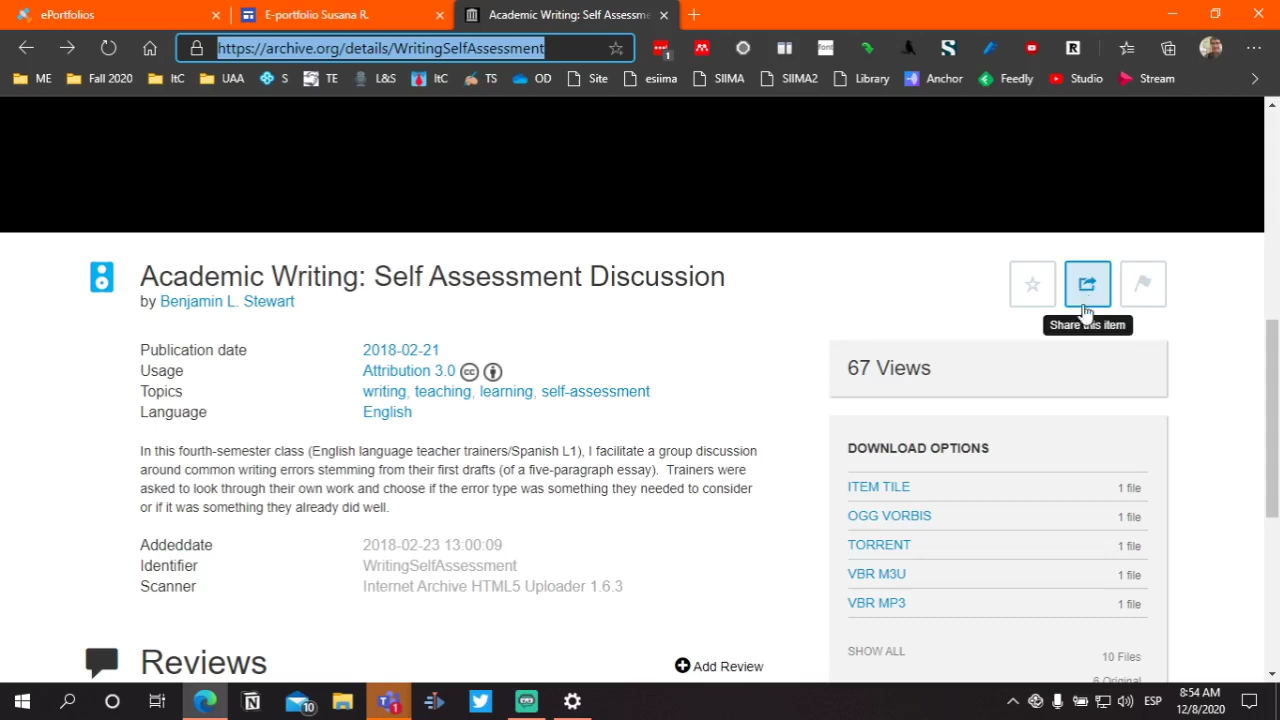 ePortfolios
E-portfolio Susana R.
Academic Writing: Self Assessme
https://archive.org/details/WritingSelfAssessment
1
font
R
ME
Fall 2020
ItC
UAA
S
TE
L&S
ItC
TS
OD
Site
esiima
SIIMA
SIIMA2
Library
Anchor
Feedly
Studio
Stream
Academic Writing: Self Assessment Discussion
by Benjamin L. Stewart
Share this item
Publication date 2018-02-21
Usage Attribution 3.0 cc
Topics writing, teaching, learning, self-assessment
Language English
67 Views
In this fourth-semester class (English language teacher trainers/Spanish L1), I facilitate a group discussion
around common writing errors stemming from their first drafts (of a five-paragraph essay). Trainers were
asked to look through their own work and choose if the error type was something they needed to consider
or if it was something they already did well.
Addeddate 2018-02-23 13:00:09
Identifier WritingSelfAssessment
Scanner Internet Archive HTML5 Uploader 1.6.3
DOWNLOAD OPTIONS
ITEM TILE 1 file
OGG VORBIS 1 file
TORRENT 1 file
VBR M3U 1 file
VBR MP3 1 file
SHOW ALL 10 Files
6 Original
Reviews
Add Review
10
1
ESP
8:54 AM
12/8/2020